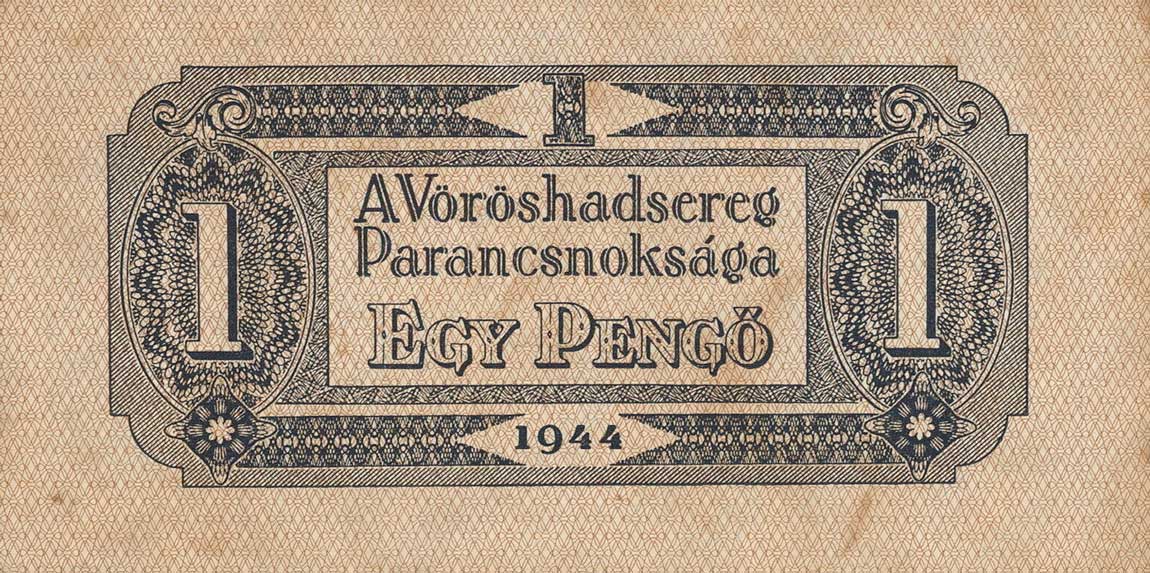 1
A Vöröshadsereg
Parancsnoksága
1 1
EGY PENGŐ
1944